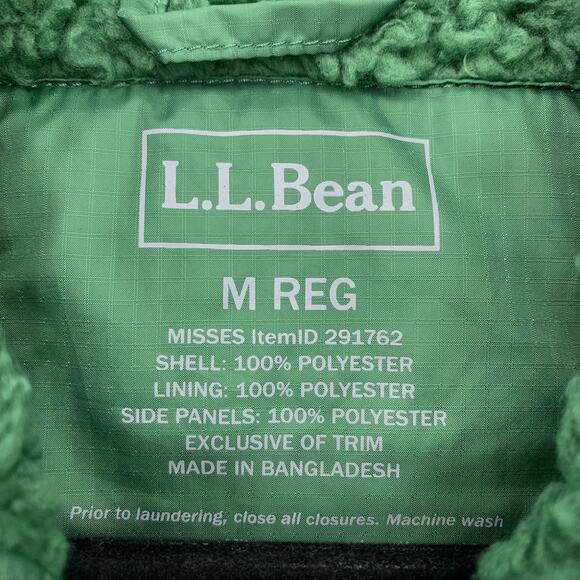 L.L.Bean
M REG
MISSES ItemID 291762
SHELL: 100% POLYESTER
LINING: 100% POLYESTER
SIDE PANELS: 100% POLYESTER
EXCLUSIVE OF TRIM
MADE IN BANGLADESH
Prior to laundering, close all closures. Machine wash